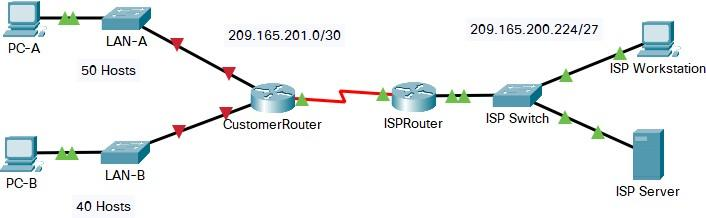 PC-A
LAN-A
50 Hosts
209.165.201.0/30
209.165.200.224/27
CustomerRouter
ISPRouter
ISP Switch
ISP Workstation
ISP Server
PC-B
LAN-B
40 Hosts